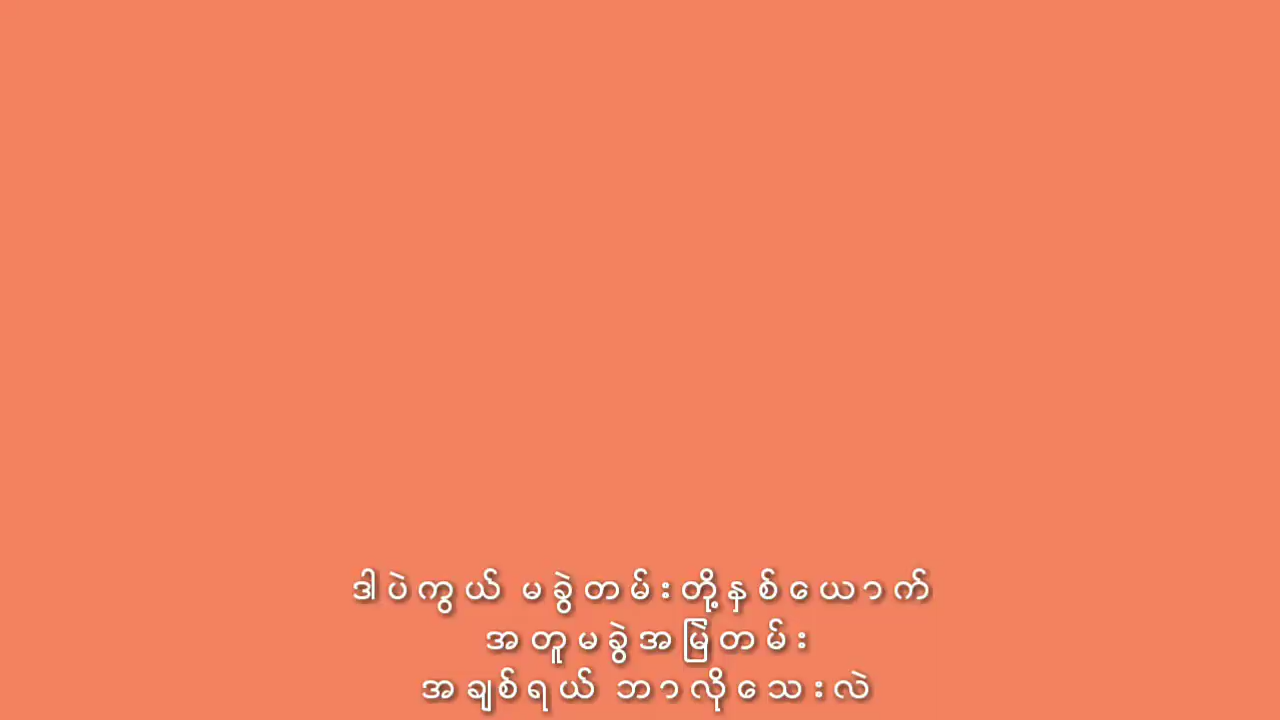 ဒါပဲကွယ် မခွဲတမ်းတို့နှစ်ယောက်
အတူမခွဲအမြဲတမ်း
အချစ်ရယ် ဘာလိုသေးလဲ